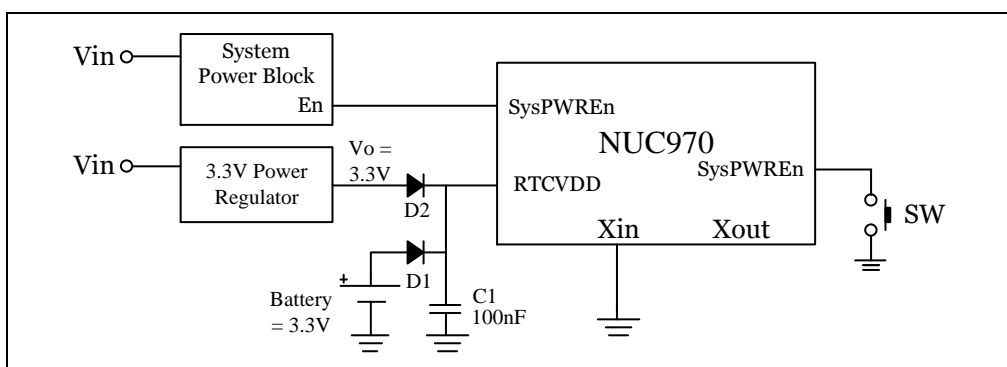 Vin
System
Power Block
En
Vin
3.3V Power
Regulator
Vo =
3.3V
D2
D1
+
Battery
= 3.3V
C1
100nF
SysPWREn
NUC970
SysPWREn
RTCVDD
Xin
Xout
SW